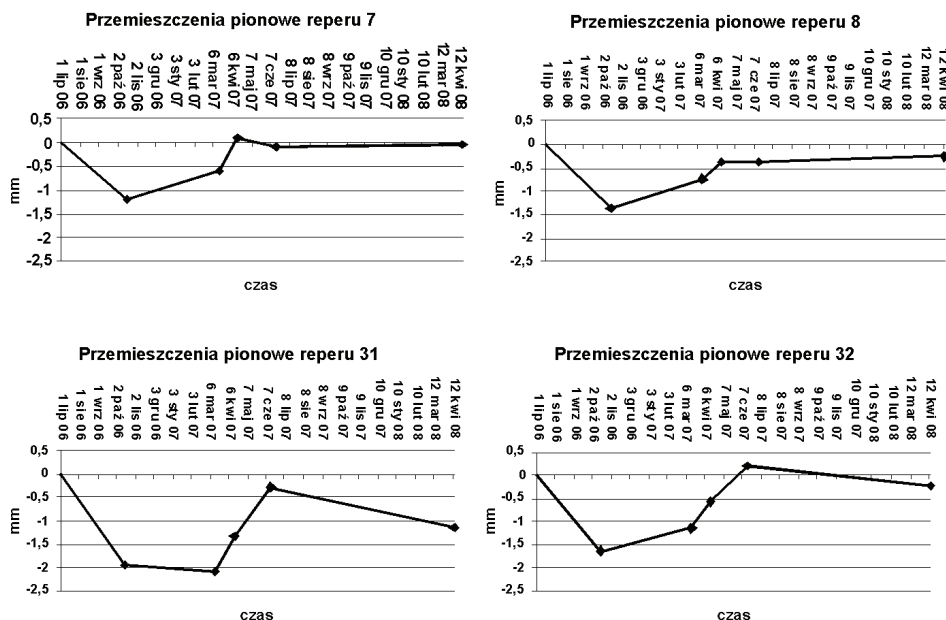 Przemieszczenia pionowe reperu 7
1 lip 06
1 sie 06
1 wrz 06
2 paź 06
2 lis 06
3 gru 06
3 sty 07
3 lut 07
6 mar 07
6 kwi 07
7 maj 07
7 cze 07
8 lip 07
8 sie 07
8 wrz 07
9 paź 07
9 lis 07
10 gru 07
10 sty 08
10 lut 08
12 mar 08
12 kwi 08
0,5
0
-0,5
-1
-1,5
-2
-2,5
mm
czas
Przemieszczenia pionowe reperu 8
1 lip 06
1 sie 06
1 wrz 06
2 paź 06
2 lis 06
3 gru 06
3 sty 07
3 lut 07
6 mar 07
6 kwi 07
7 maj 07
7 cze 07
8 lip 07
8 sie 07
8 wrz 07
9 paź 07
9 lis 07
10 gru 07
10 sty 08
10 lut 08
12 mar 08
12 kwi 08
0,5
0
-0,5
-1
-1,5
-2
-2,5
mm
czas
Przemieszczenia pionowe reperu 31
1 lip 06
1 sie 06
1 wrz 06
2 paź 06
2 lis 06
3 gru 06
3 sty 07
3 lut 07
6 mar 07
6 kwi 07
7 maj 07
7 cze 07
8 lip 07
8 sie 07
8 wrz 07
9 paź 07
9 lis 07
10 gru 07
10 sty 08
10 lut 08
12 mar 08
12 kwi 08
0,5
0
-0,5
-1
-1,5
-2
-2,5
mm
czas
Przemieszczenia pionowe reperu 32
1 lip 06
1 sie 06
1 wrz 06
2 paź 06
2 lis 06
3 gru 06
3 sty 07
3 lut 07
6 mar 07
6 kwi 07
7 maj 07
7 cze 07
8 lip 07
8 sie 07
8 wrz 07
9 paź 07
9 lis 07
10 gru 07
10 sty 08
10 lut 08
12 mar 08
12 kwi 08
0,5
0
-0,5
-1
-1,5
-2
-2,5
mm
czas